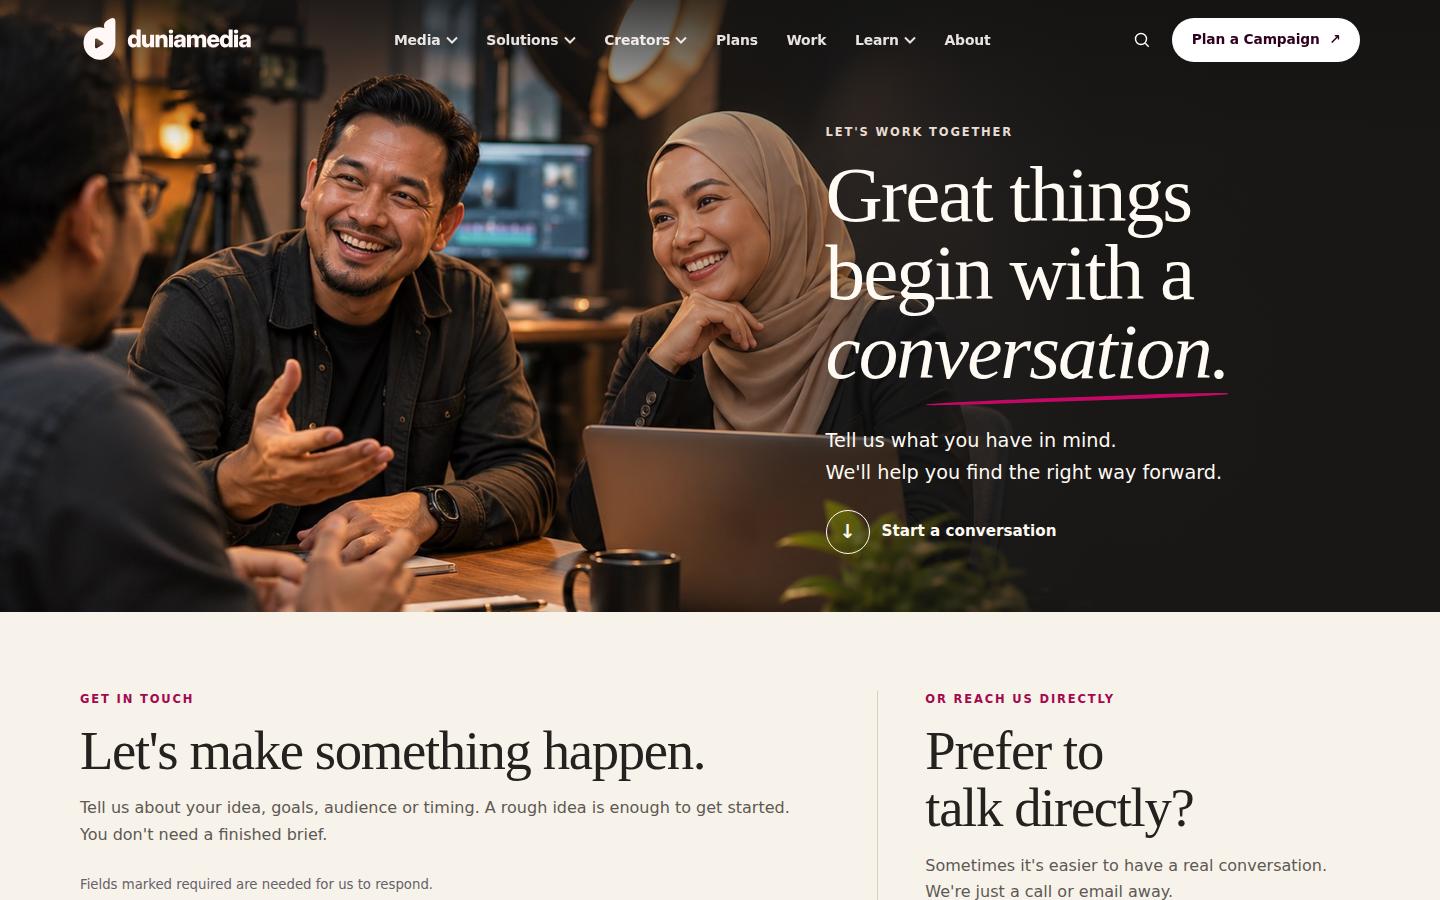 duniamedia
Media
Solutions
Creators
Plans
Work
Learn
About
Plan a Campaign ↗
LET'S WORK TOGETHER
Great things
begin with a
conversation.
Tell us what you have in mind.
We'll help you find the right way forward.
↓ Start a conversation
GET IN TOUCH
Let's make something happen.
Tell us about your idea, goals, audience or timing. A rough idea is enough to get started.
You don't need a finished brief.
Fields marked required are needed for us to respond.
OR REACH US DIRECTLY
Prefer to
talk directly?
Sometimes it's easier to have a real conversation.
We're just a call or email away.